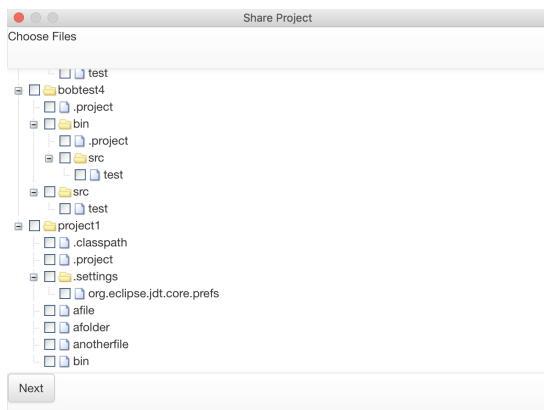 Share Project
Choose Files
test
bobtest4
.project
bin
.project
src
test
src
test
project1
.classpath
.project
.settings
org.eclipse.jdt.core.prefs
afile
afolder
anotherfile
bin
Next